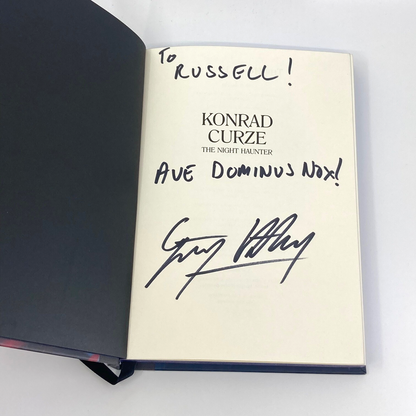 To
RUSSELL!
KONRAD
CURZE
THE NIGHT HAUNTER
AVE DOMINUS NOX!